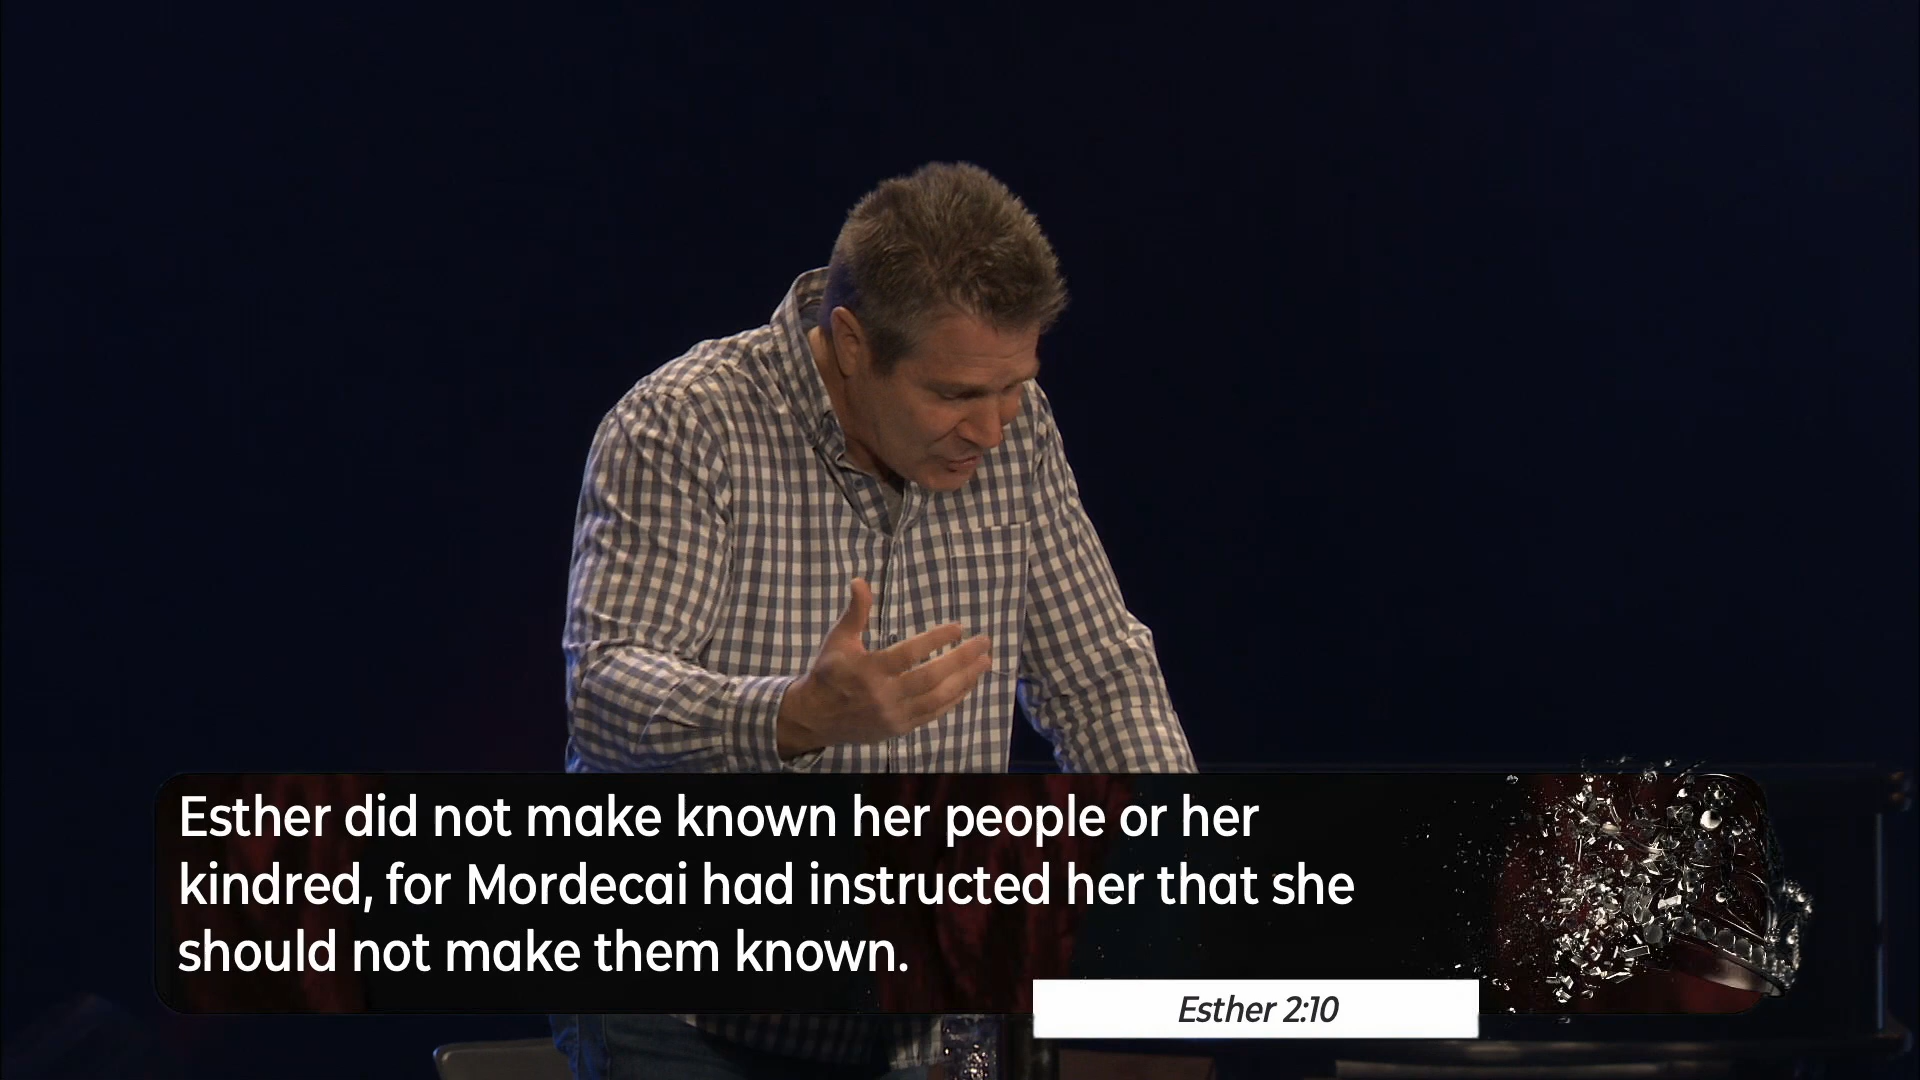 Esther did not make known her people or her
kindred, for Mordecai had instructed her that she
should not make them known.
Esther 2:10